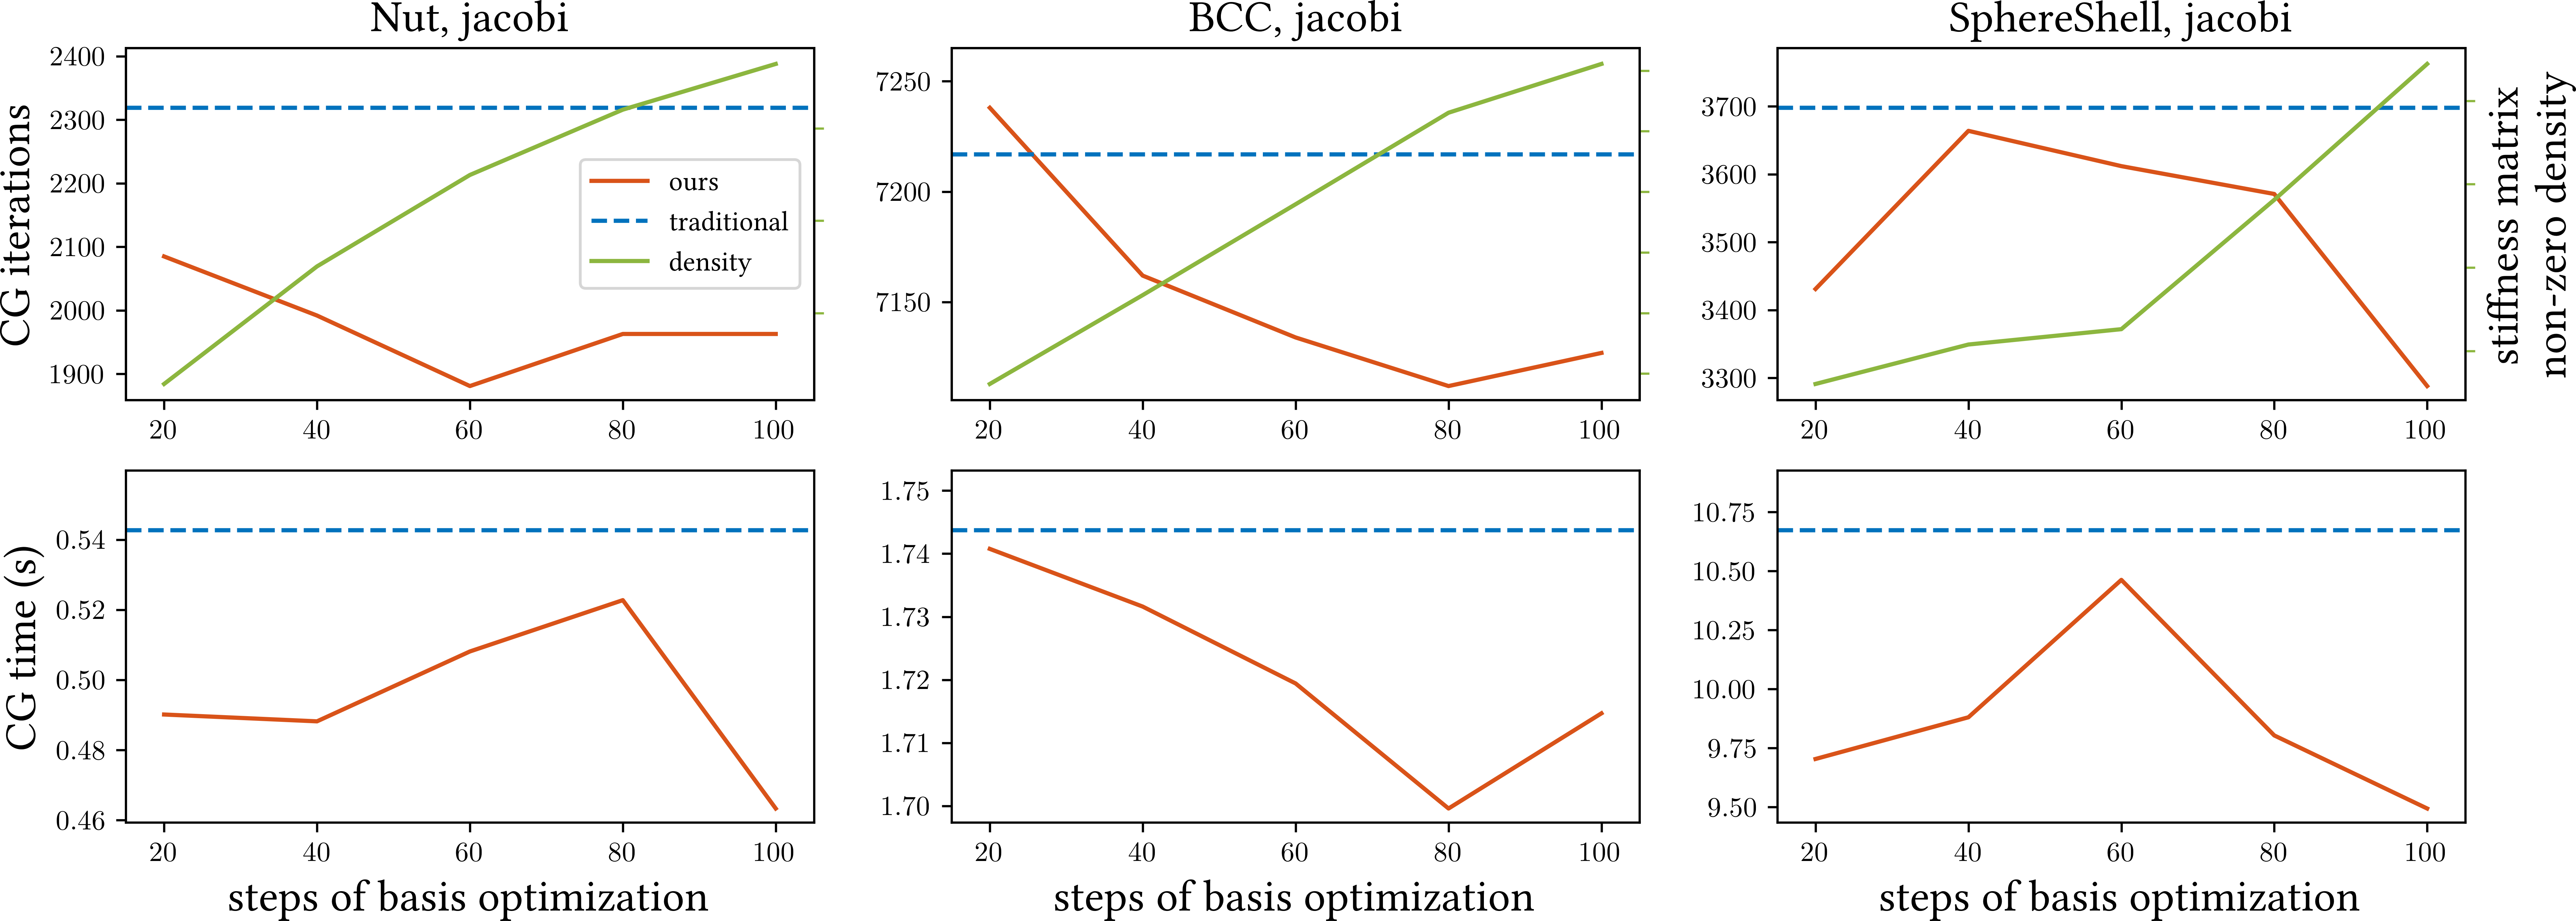 Nut, jacobi
BCC, jacobi
SphereShell, jacobi
CG iterations
2400
2300
2200
2100
2000
1900
20 40 60 80 100
ours
traditional
density
7250
7200
7150
20 40 60 80 100
3700
3600
3500
3400
3300
20 40 60 80 100
stiffness matrix
non-zero density
CG time (s)
0.54
0.52
0.50
0.48
0.46
20 40 60 80 100
steps of basis optimization
1.75
1.74
1.73
1.72
1.71
1.70
20 40 60 80 100
steps of basis optimization
10.75
10.50
10.25
10.00
9.75
9.50
20 40 60 80 100
steps of basis optimization